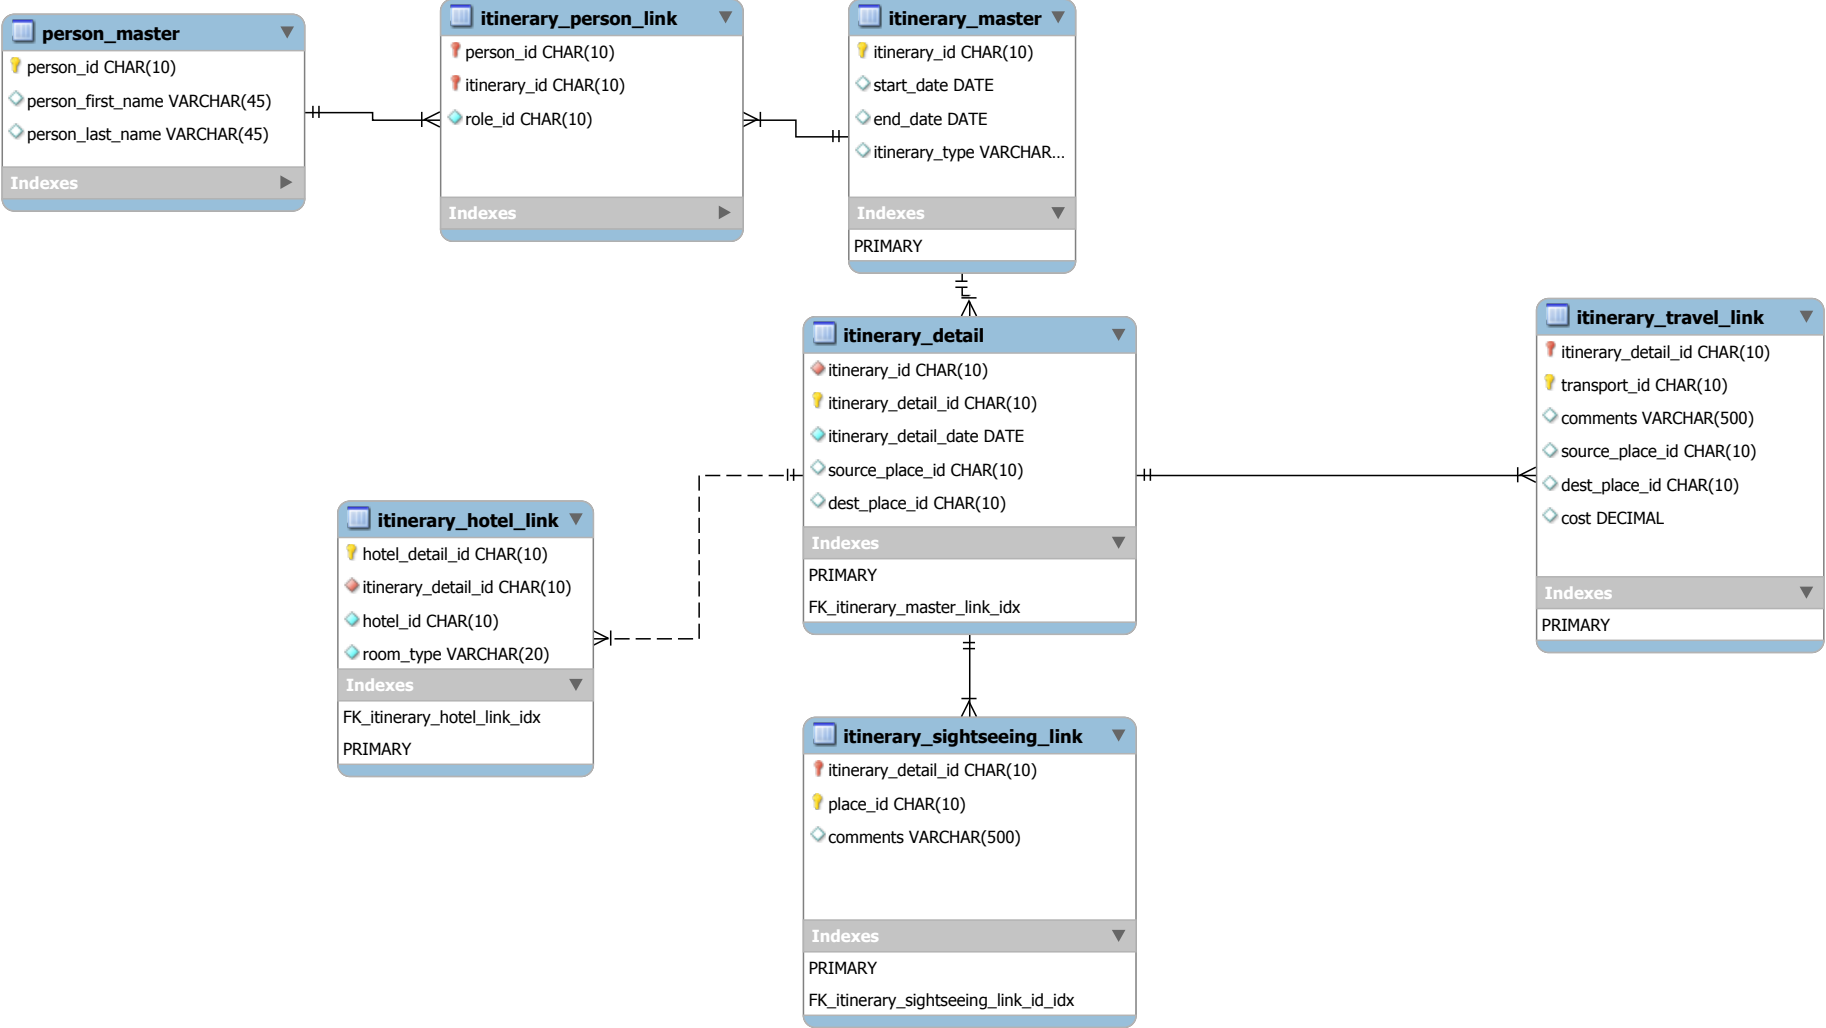 person_master
person_id CHAR(10)
person_first_name VARCHAR(45)
person_last_name VARCHAR(45)
Indexes
itinerary_person_link
person_id CHAR(10)
itinerary_id CHAR(10)
role_id CHAR(10)
Indexes
itinerary_master
itinerary_id CHAR(10)
start_date DATE
end_date DATE
itinerary_type VARCHAR...
Indexes
PRIMARY
itinerary_detail
itinerary_id CHAR(10)
itinerary_detail_id CHAR(10)
itinerary_detail_date DATE
source_place_id CHAR(10)
dest_place_id CHAR(10)
Indexes
PRIMARY
FK_itinerary_master_link_idx
itinerary_travel_link
itinerary_detail_id CHAR(10)
transport_id CHAR(10)
comments VARCHAR(500)
source_place_id CHAR(10)
dest_place_id CHAR(10)
cost DECIMAL
Indexes
PRIMARY
itinerary_hotel_link
hotel_detail_id CHAR(10)
itinerary_detail_id CHAR(10)
hotel_id CHAR(10)
room_type VARCHAR(20)
Indexes
FK_itinerary_hotel_link_idx
PRIMARY
itinerary_sightseeing_link
itinerary_detail_id CHAR(10)
place_id CHAR(10)
comments VARCHAR(500)
Indexes
PRIMARY
FK_itinerary_sightseeing_link_id_idx